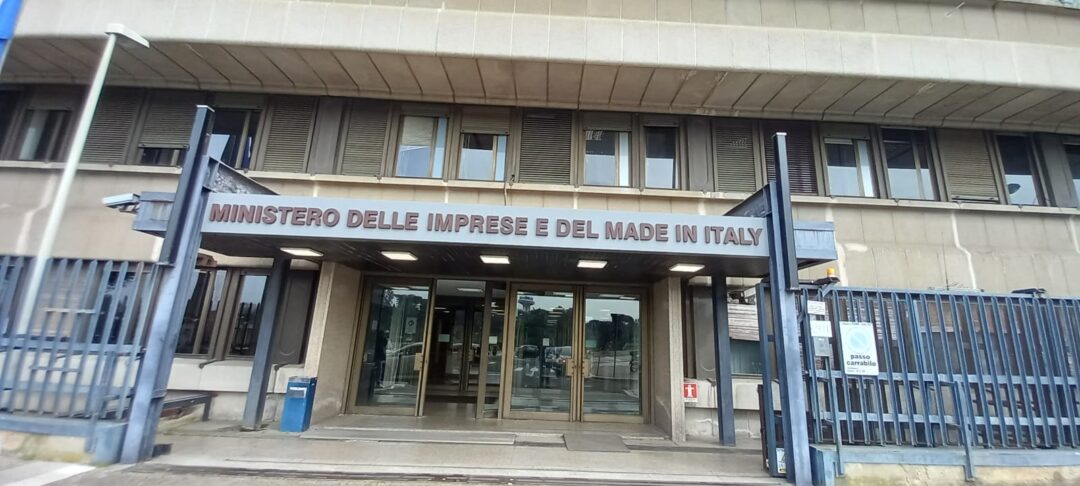 MINISTERO DELLE IMPRESE E DEL MADE IN ITALY
passo
carrabile